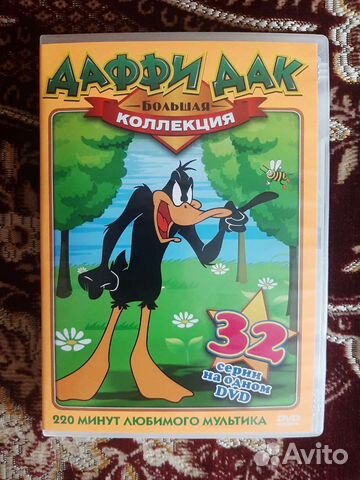 ДАФФИ ДАК
БОЛЬШАЯ
КОЛЛЕКЦИЯ
32
серии
на одном
DVD
220 МИНУТ ЛЮБИМОГО МУЛЬТИКА
DVD
Avito